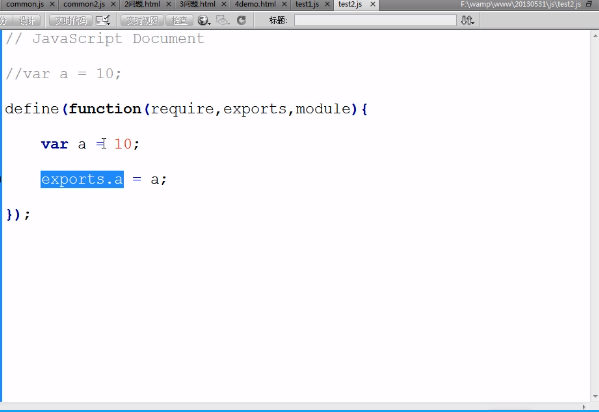 common.js × common2.js × 2问题.html × 3问题.html × 4demo.html × test1.js × test2.js × F:\wamp\www\20130531\js\test2.js
设计 实时代码 实时视图 检查 标题:
// JavaScript Document
//var a = 10;
define(function(require,exports,module){
var a = 10;
exports.a = a;
});